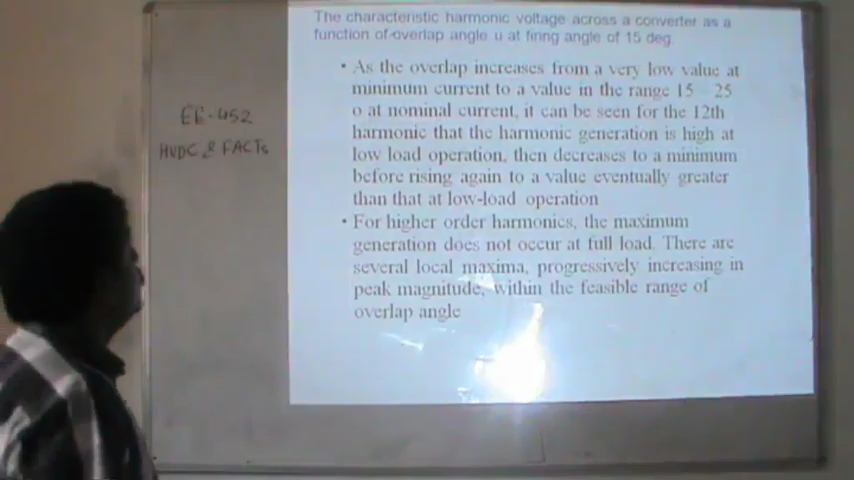 The characteristic harmonic voltage across a converter as a
function of overlap angle u at firing angle of 15 deg.
EE-452
HVDC & FACTs
• As the overlap increases from a very low value at
minimum current to a value in the range 15 25
o at nominal current, it can be seen for the 12th
harmonic that the harmonic generation is high at
low load operation, then decreases to a minimum
before rising again to a value eventually greater
than that at low-load operation
• For higher order harmonics, the maximum
generation does not occur at full load. There are
several local maxima, progressively increasing in
peak magnitude, within the feasible range of
overlap angle